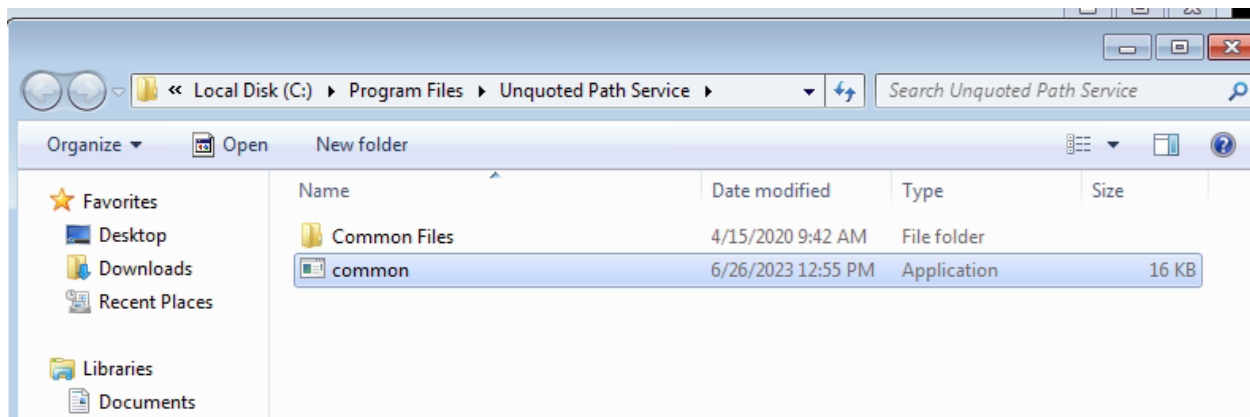 « Local Disk (C:) ▸ Program Files ▸ Unquoted Path Service ▸ Search Unquoted Path Service
Organize Open New folder
Name Date modified Type Size
Favorites
Desktop
Downloads
Recent Places
Libraries
Documents
Common Files 4/15/2020 9:42 AM File folder
common 6/26/2023 12:55 PM Application 16 KB